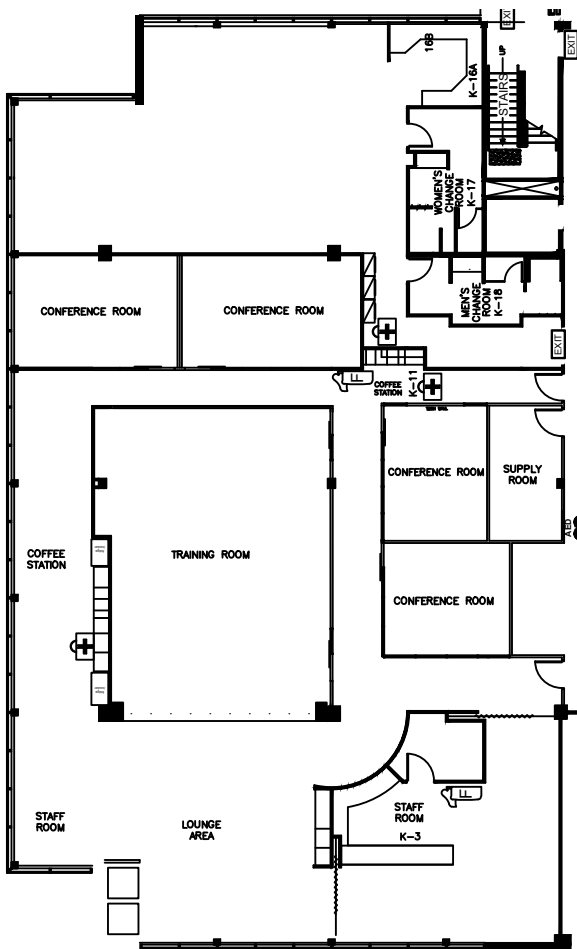 EXIT
EXIT
UP
STAIRS
16B
K-16A
WOMEN'S
CHANGE
ROOM
K-17
MEN'S
CHANGE
ROOM
K-18
CONFERENCE ROOM
CONFERENCE ROOM
EXIT
F
COFFEE
STATION
K-11
CONFERENCE ROOM
SUPPLY
ROOM
AED
COFFEE
STATION
TRAINING ROOM
CONFERENCE ROOM
STAFF
ROOM
LOUNGE
AREA
STAFF
ROOM
K-3
F